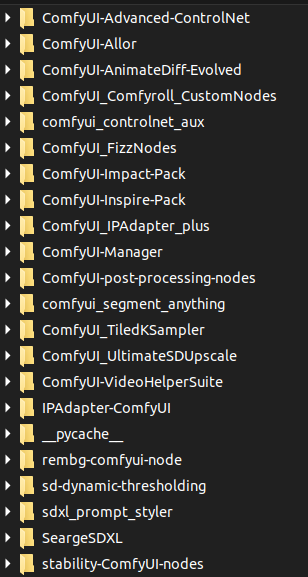 ComfyUI-Advanced-ControlNet
ComfyUI-Allor
ComfyUI-AnimateDiff-Evolved
ComfyUI_Comfyroll_CustomNodes
comfyui_controlnet_aux
ComfyUI_FizzNodes
ComfyUI-Impact-Pack
ComfyUI-Inspire-Pack
ComfyUI_IPAdapter_plus
ComfyUI-Manager
ComfyUI-post-processing-nodes
comfyui_segment_anything
ComfyUI_TiledKSampler
ComfyUI_UltimateSDUpscale
ComfyUI-VideoHelperSuite
IPAdapter-ComfyUI
__pycache__
rembg-comfyui-node
sd-dynamic-thresholding
sdxl_prompt_styler
SeargeSDXL
stability-ComfyUI-nodes